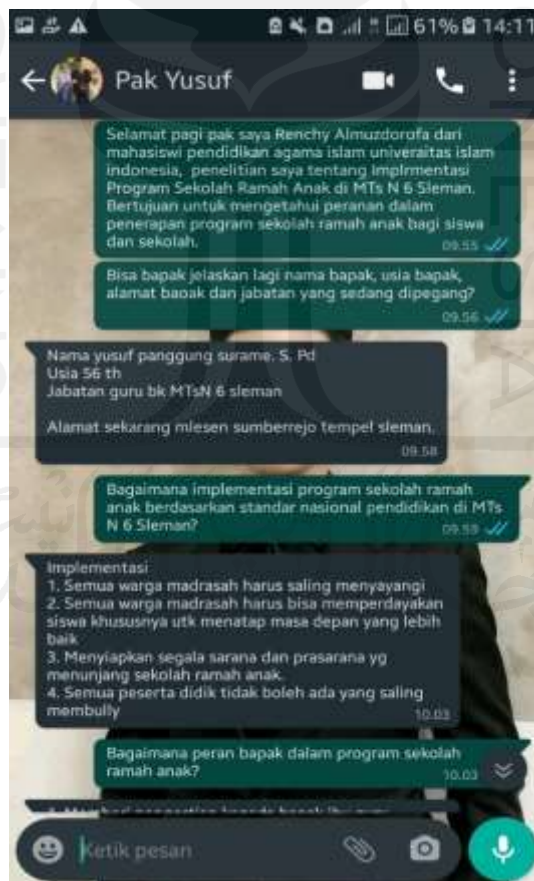 61% 14:11
Pak Yusuf
Selamat pagi pak saya Renchy Almuzdorofa dari
mahasiswi pendidikan agama islam univeraitas islam
indonesia, penelitian saya tentang Implrmentasi
Program Sekolah Ramah Anak di MTs N 6 Sleman.
Bertujuan untuk mengetahui peranan dalam
penerapan program sekolah ramah anak bagi siswa
dan sekolah.
09.55
Bisa bapak jelaskan lagi nama bapak, usia bapak,
alamat baoak dan jabatan yang sedang dipegang?
09.56
Nama yusuf panggung surame. S. Pd
Usia 56 th
Jabatan guru bk MTsN 6 sleman
Alamat sekarang mlesen sumberrejo tempel sleman.
09.58
Bagaimana implementasi program sekolah ramah
anak berdasarkan standar nasional pendidikan di MTs
N 6 Sleman?
09.59
Implementasi
1. Semua warga madrasah harus saling menyayangi
2. Semua warga madrasah harus bisa memperdayakan
siswa khususnya utk menatap masa depan yang lebih
baik
3. Menyiapkan segala sarana dan prasarana yg
menunjang sekolah ramah anak.
4. Semua peserta didik tidak boleh ada yang saling
membully
10.03
Bagaimana peran bapak dalam program sekolah
ramah anak?
10.03
Ketik pesan